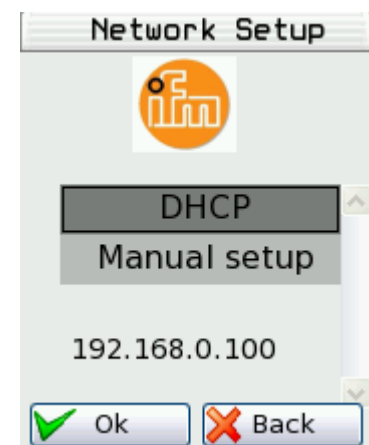 Network Setup
ifm
DHCP
Manual setup
192.168.0.100
Ok
Back